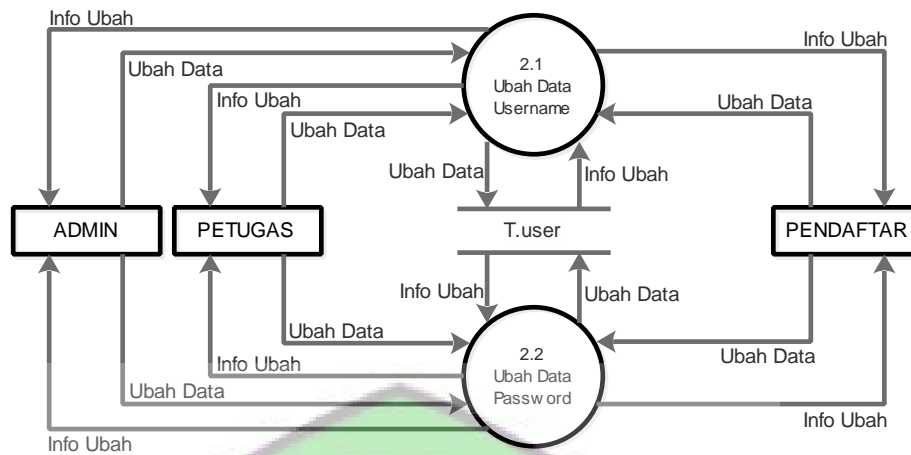 Info Ubah
Info Ubah
Ubah Data
2.1
Ubah Data
Username
Info Ubah
Ubah Data
Ubah Data
Ubah Data
Info Ubah
ADMIN
PETUGAS
T.user
PENDAFTAR
Info Ubah
Ubah Data
Ubah Data
2.2
Ubah Data
Password
Ubah Data
Info Ubah
Ubah Data
Info Ubah
Info Ubah